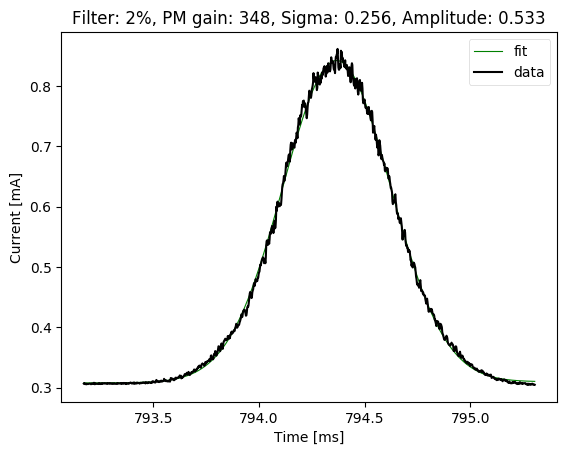 Filter: 2%, PM gain: 348, Sigma: 0.256, Amplitude: 0.533
fit
data
0.8
0.7
0.6
0.5
0.4
0.3
Current [mA]
793.5
794.0
794.5
795.0
Time [ms]